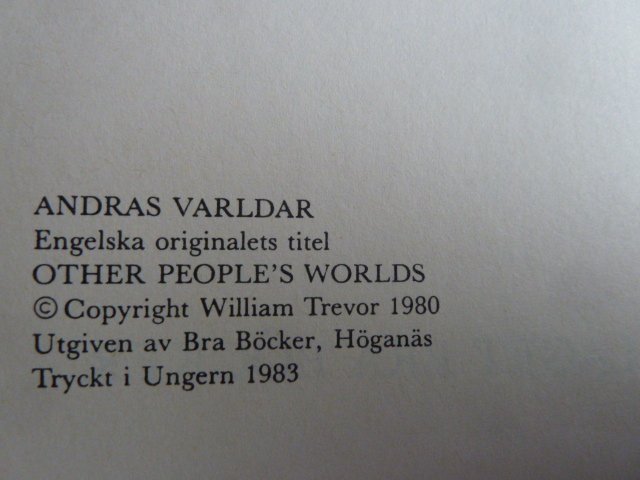 ANDRAS VARLDAR
Engelska originalets titel
OTHER PEOPLE'S WORLDS
© Copyright William Trevor 1980
Utgiven av Bra Böcker, Höganäs
Tryckt i Ungern 1983